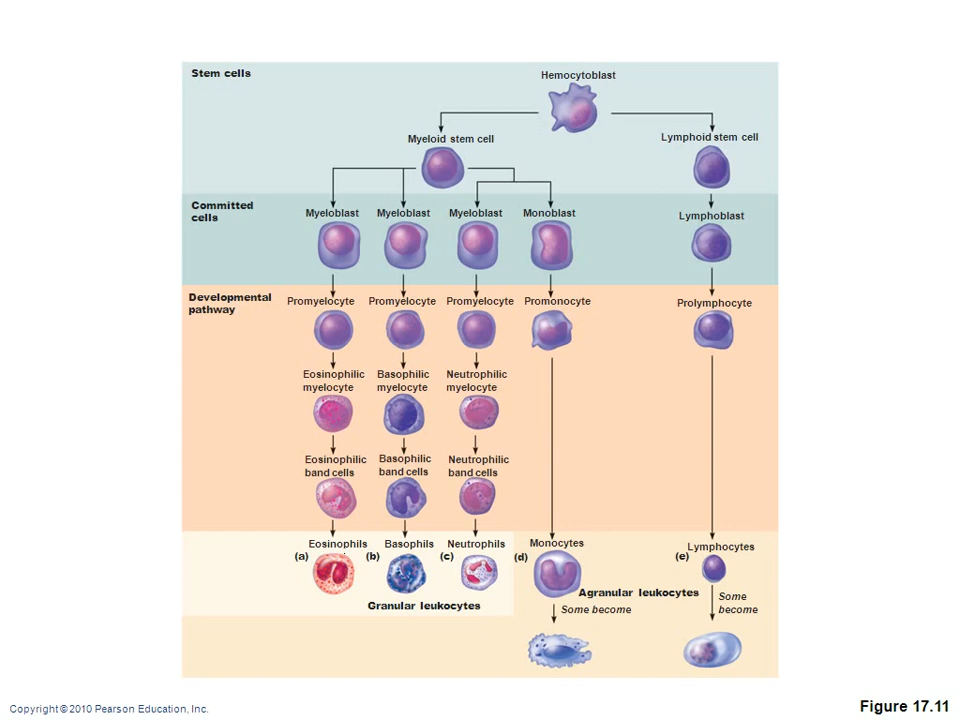 Stem cells
Hemocytoblast
Myeloid stem cell
Lymphoid stem cell
Committed
cells
Myeloblast
Myeloblast
Myeloblast
Monoblast
Lymphoblast
Developmental
pathway
Promyelocyte
Promyelocyte
Promyelocyte
Promonocyte
Prolymphocyte
Eosinophilic
myelocyte
Basophilic
myelocyte
Neutrophilic
myelocyte
Eosinophilic
band cells
Basophilic
band cells
Neutrophilic
band cells
Eosinophils
(a)
Basophils
(b)
Neutrophils
(c)
Monocytes
(d)
Lymphocytes
(e)
Granular leukocytes
Agranular leukocytes
Some become
Some
become
Copyright © 2010 Pearson Education, Inc.
Figure 17.11